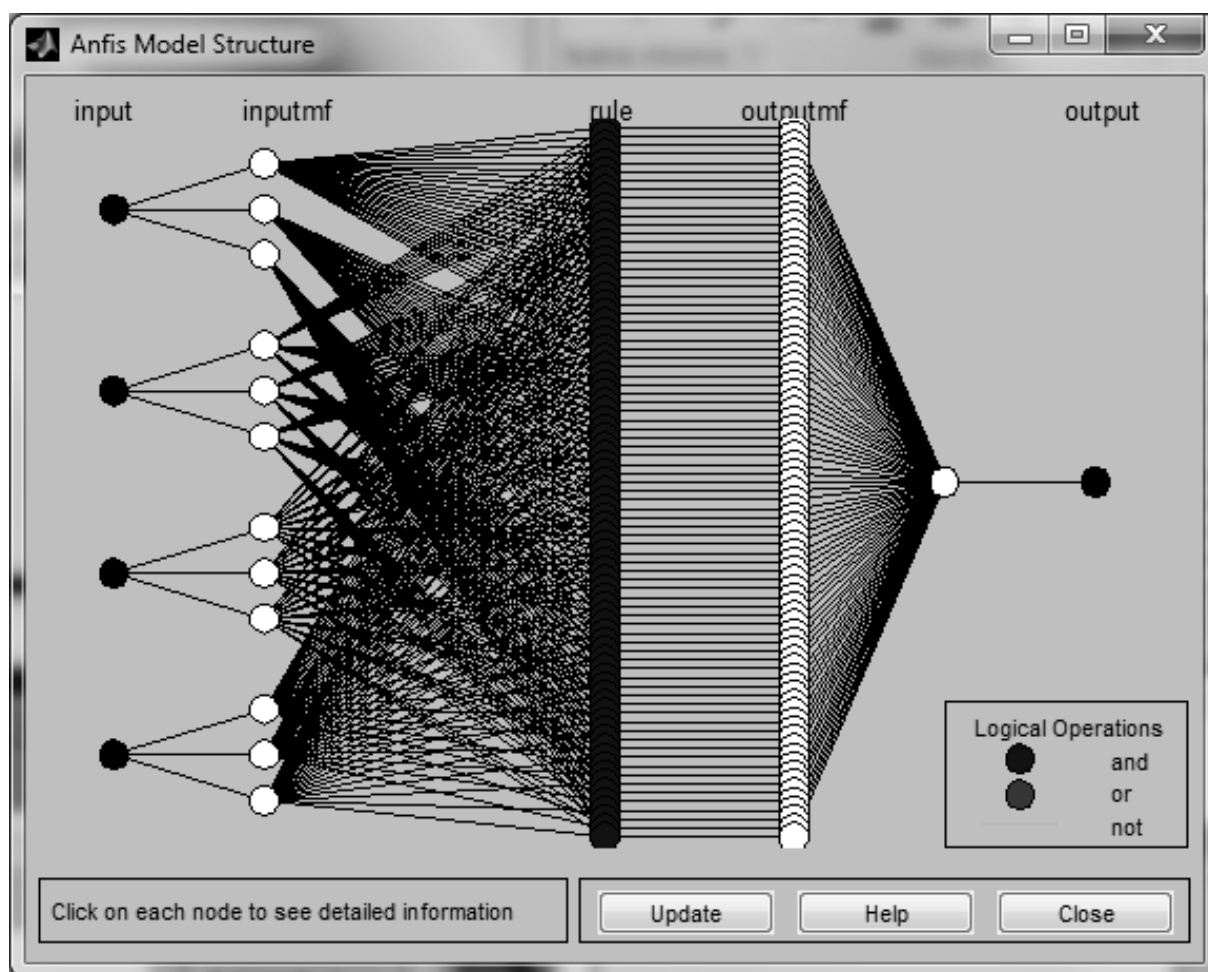 Anfis Model Structure
input inputmf rule outputmf output
Logical Operations
and
or
not
Click on each node to see detailed information
Update Help Close